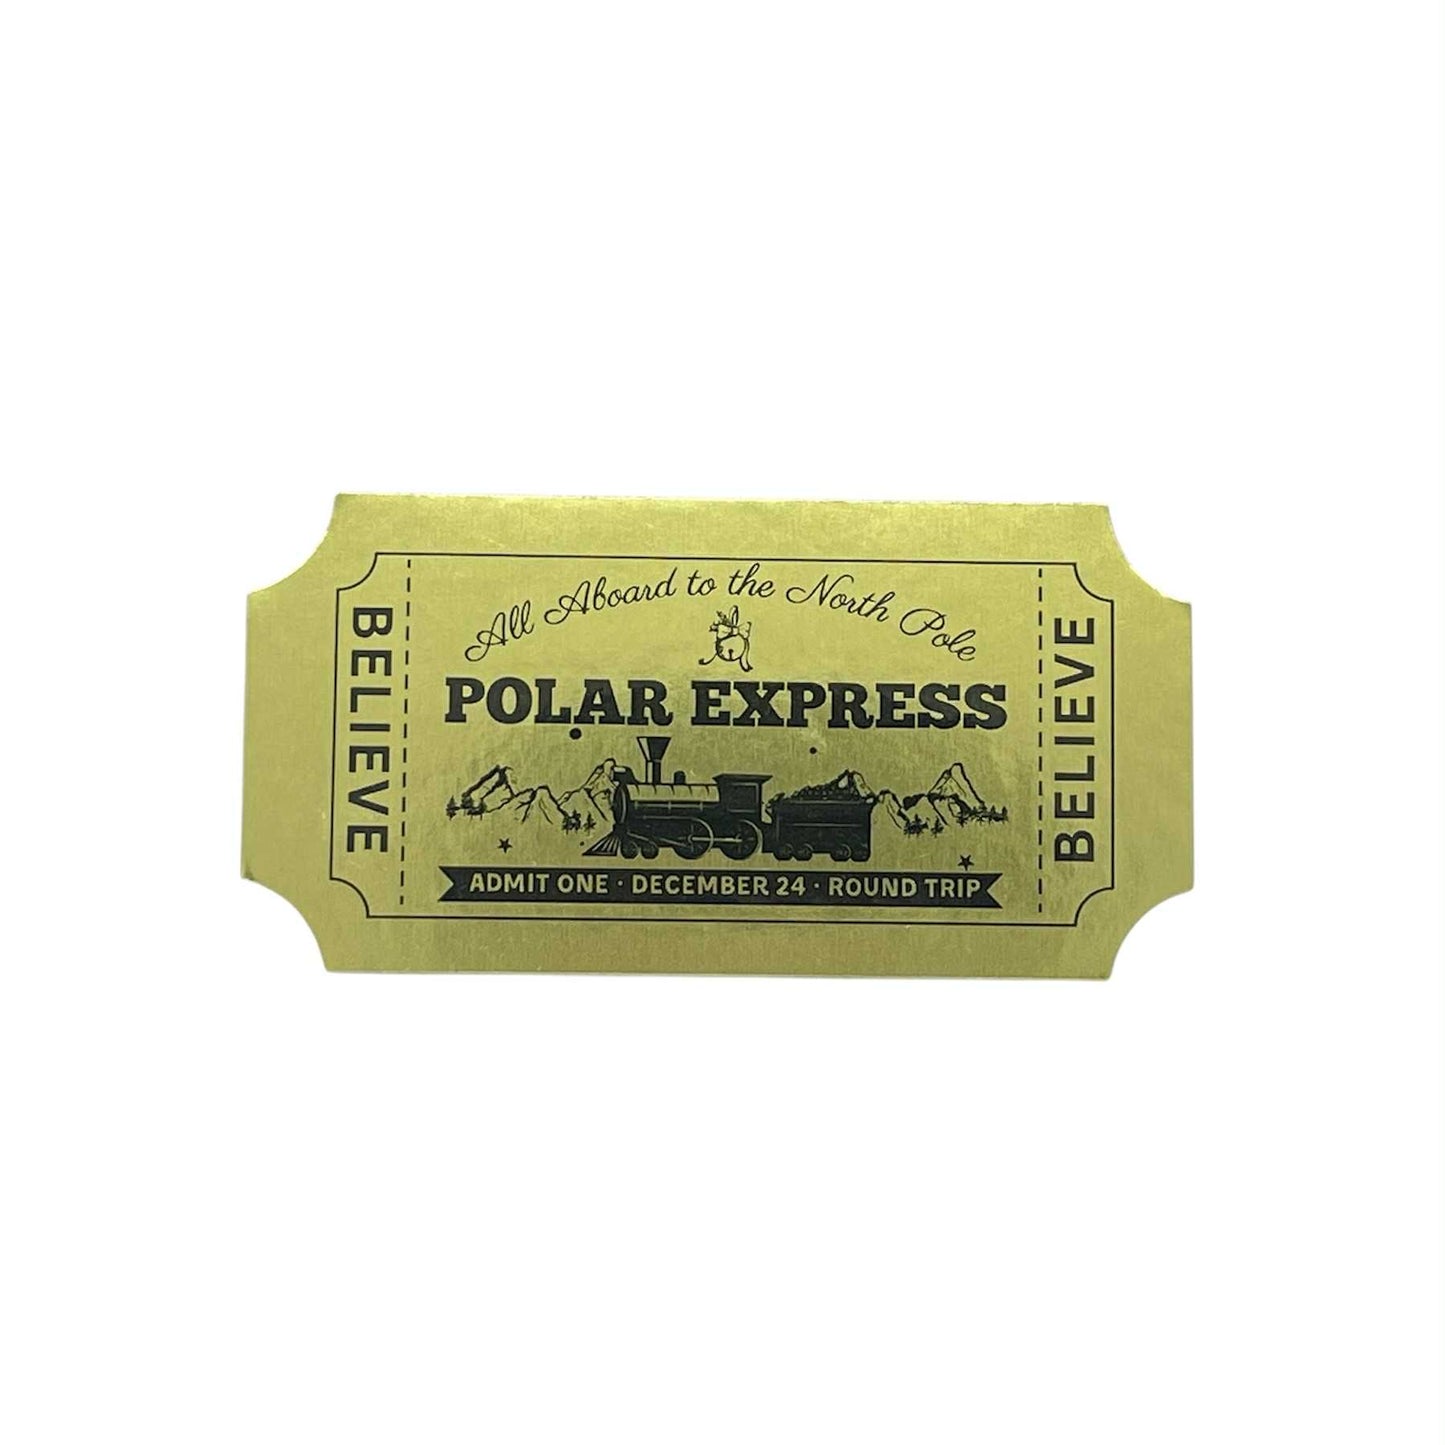 BELIEVE
All Aboard to the North Pole
POLAR EXPRESS
ADMIT ONE · DECEMBER 24 · ROUND TRIP
BELIEVE